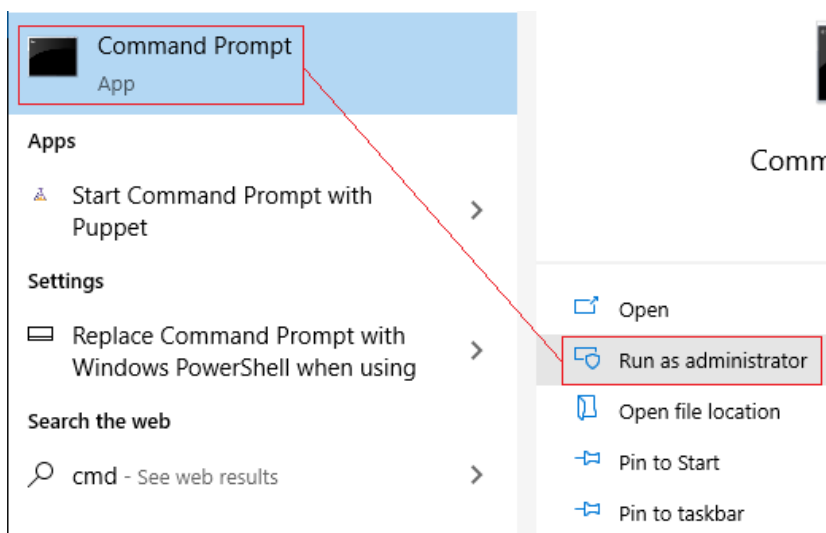 Command Prompt
App
Apps
Start Command Prompt with
Puppet
Settings
Replace Command Prompt with
Windows PowerShell when using
Search the web
cmd - See web results
Comm
Open
Run as administrator
Open file location
Pin to Start
Pin to taskbar